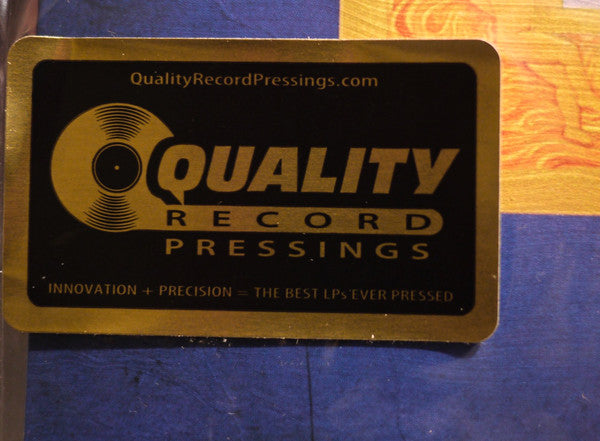 QualityRecordPressings.com
QUALITY
RECORD
PRESSINGS
INNOVATION + PRECISION = THE BEST LPs EVER PRESSED